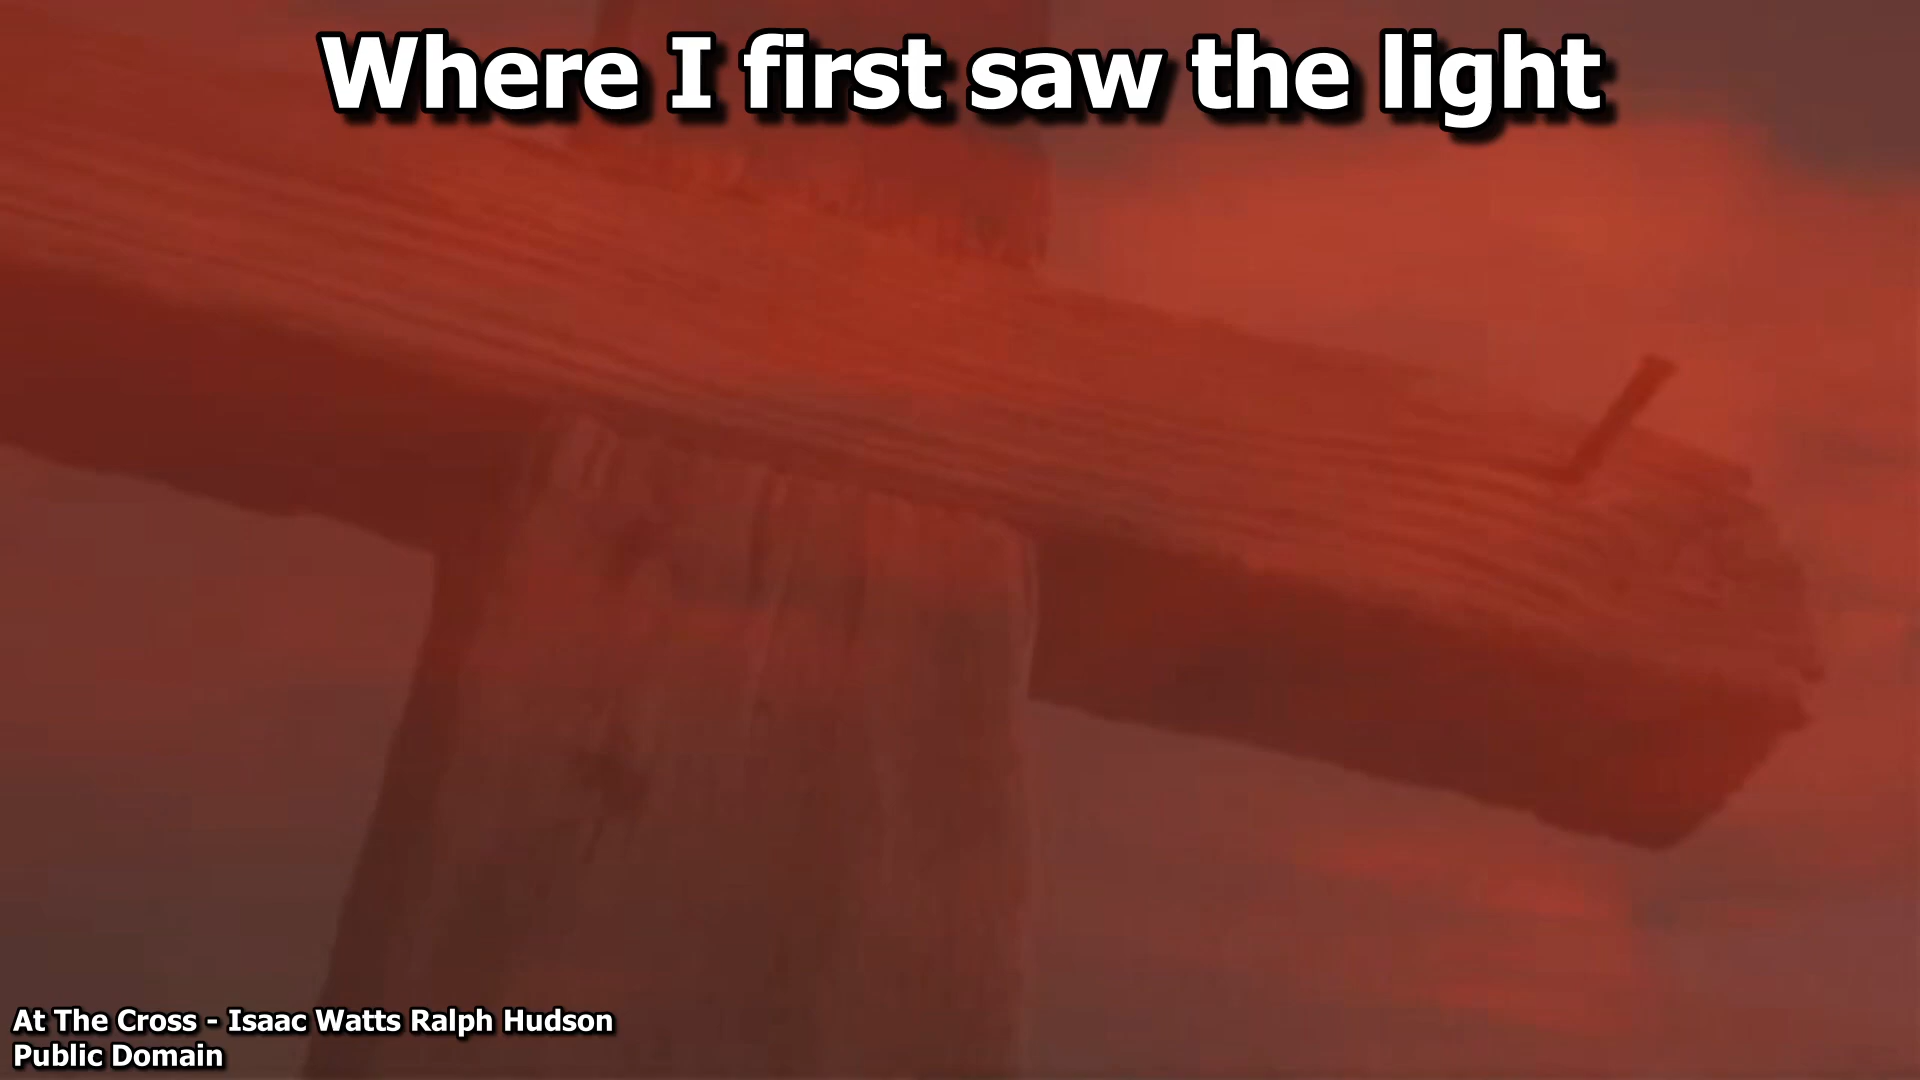 Where I first saw the light
At The Cross - Isaac Watts Ralph Hudson
Public Domain